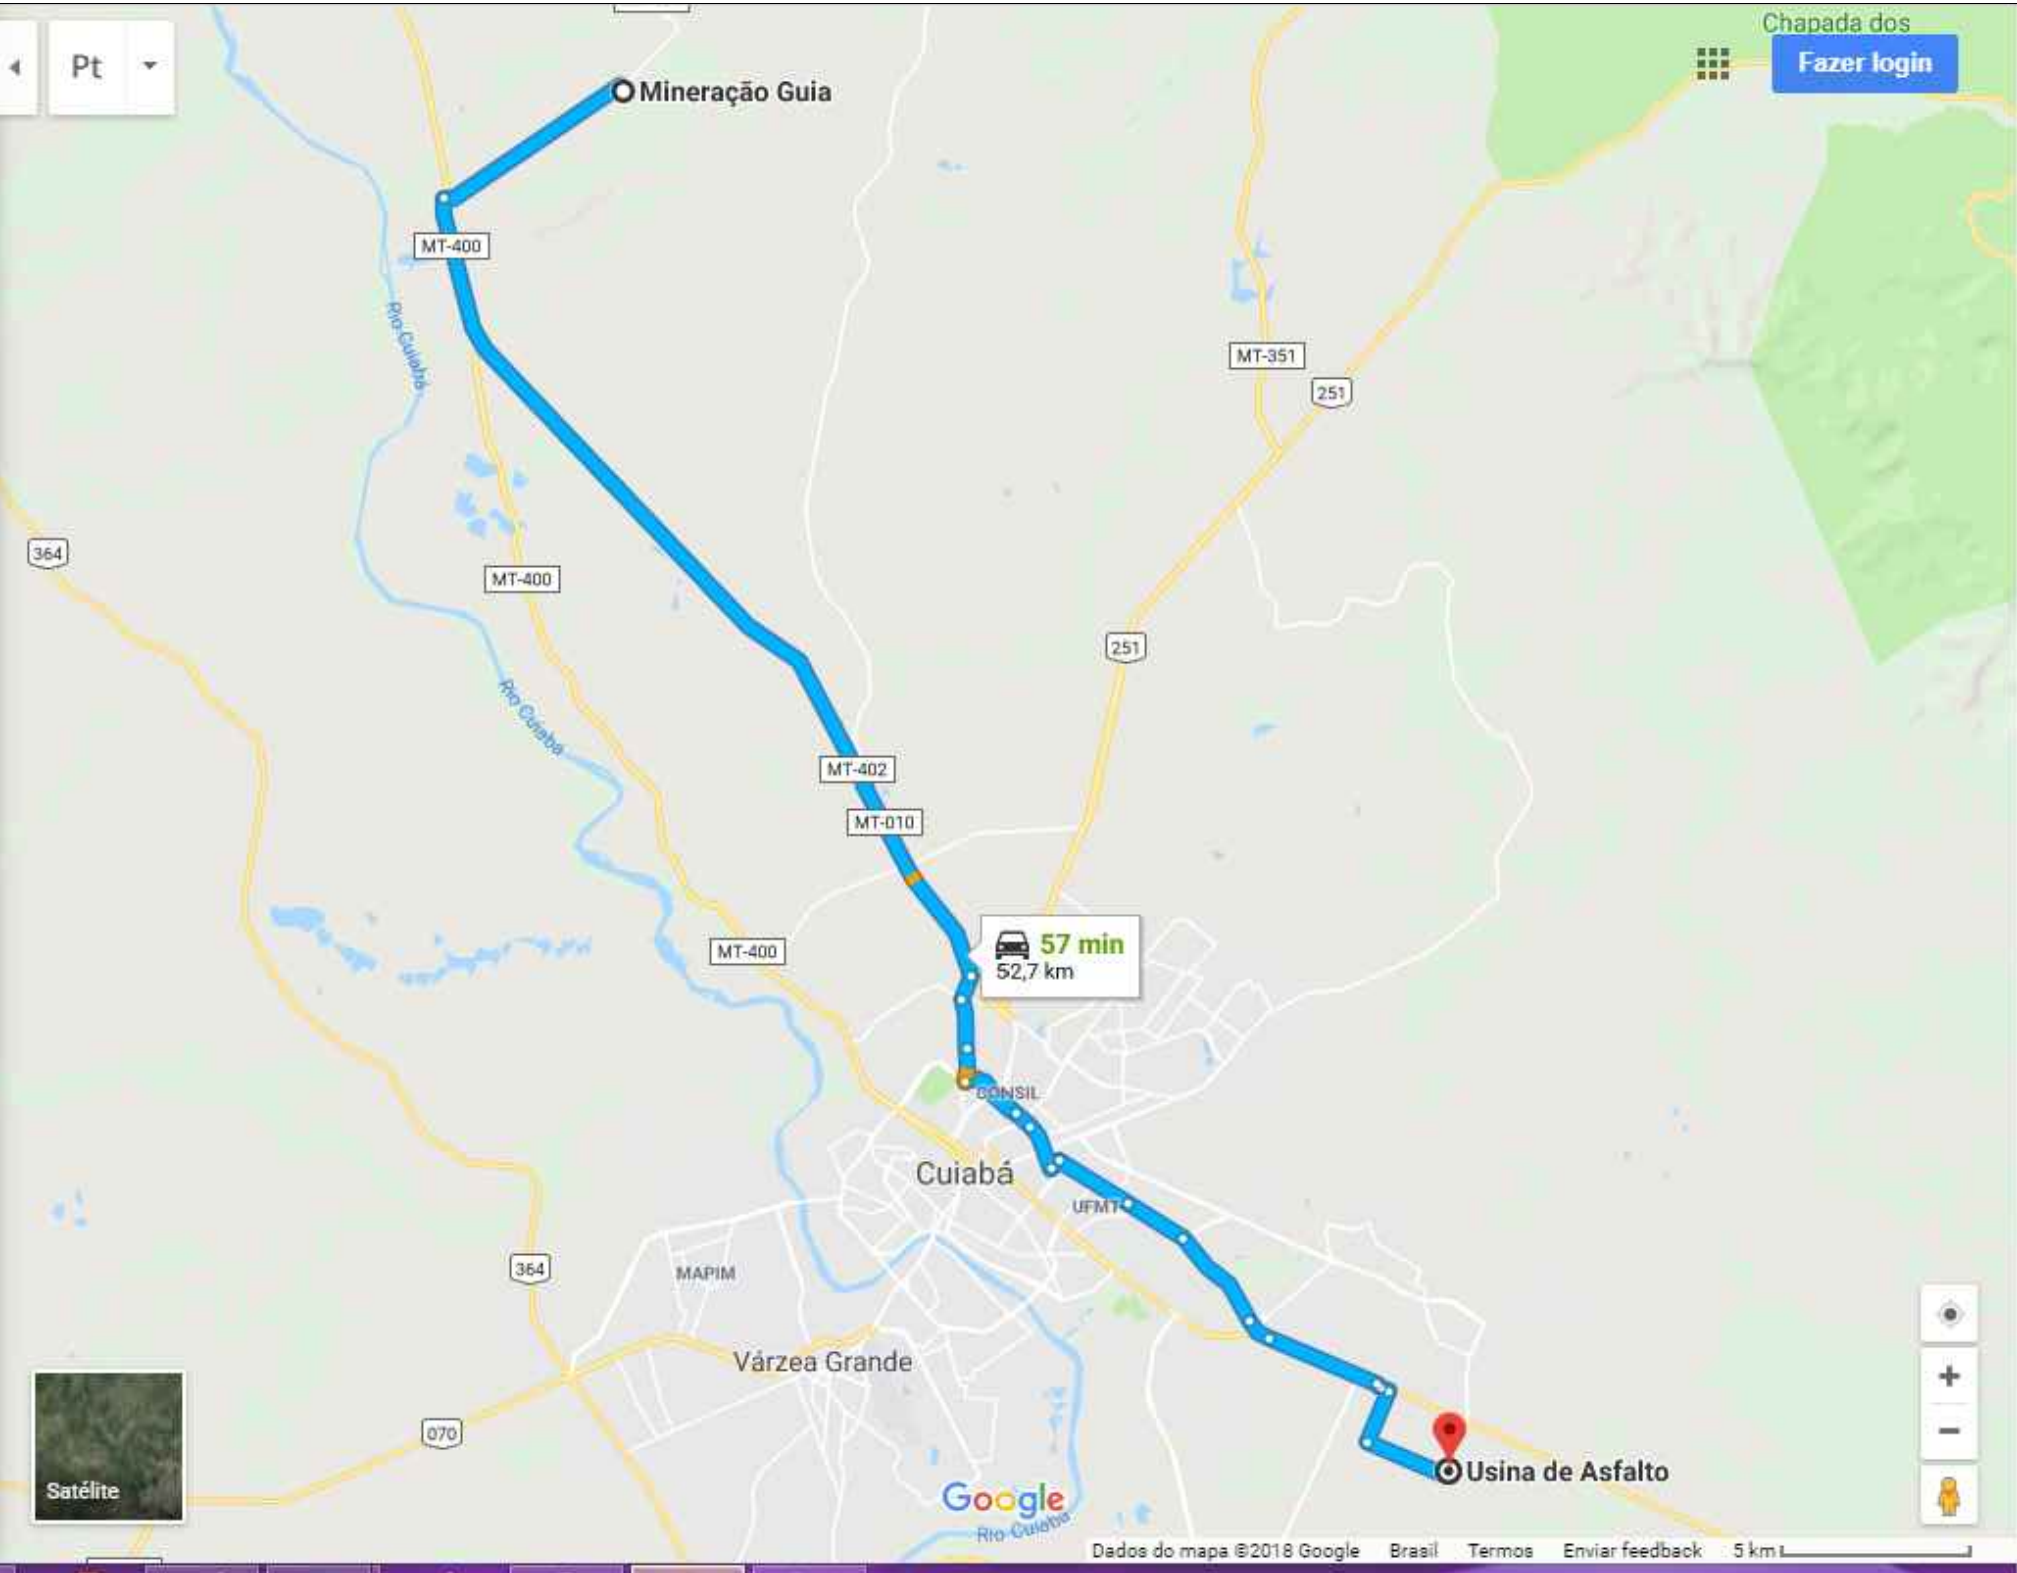 Chapada dos
Pt
Fazer login
Mineração Guia
MT-400
Rio Cuiabá
MT-351
251
364
MT-400
251
Rio Cuiabá
MT-402
MT-010
57 min
52,7 km
MT-400
CONSIL
Cuiabá
UFMT
364
MAPIM
Várzea Grande
070
Satélite
Usina de Asfalto
Google
Rio Cuiabá
Dados do mapa ©2018 Google Brasil Termos Enviar feedback 5 km